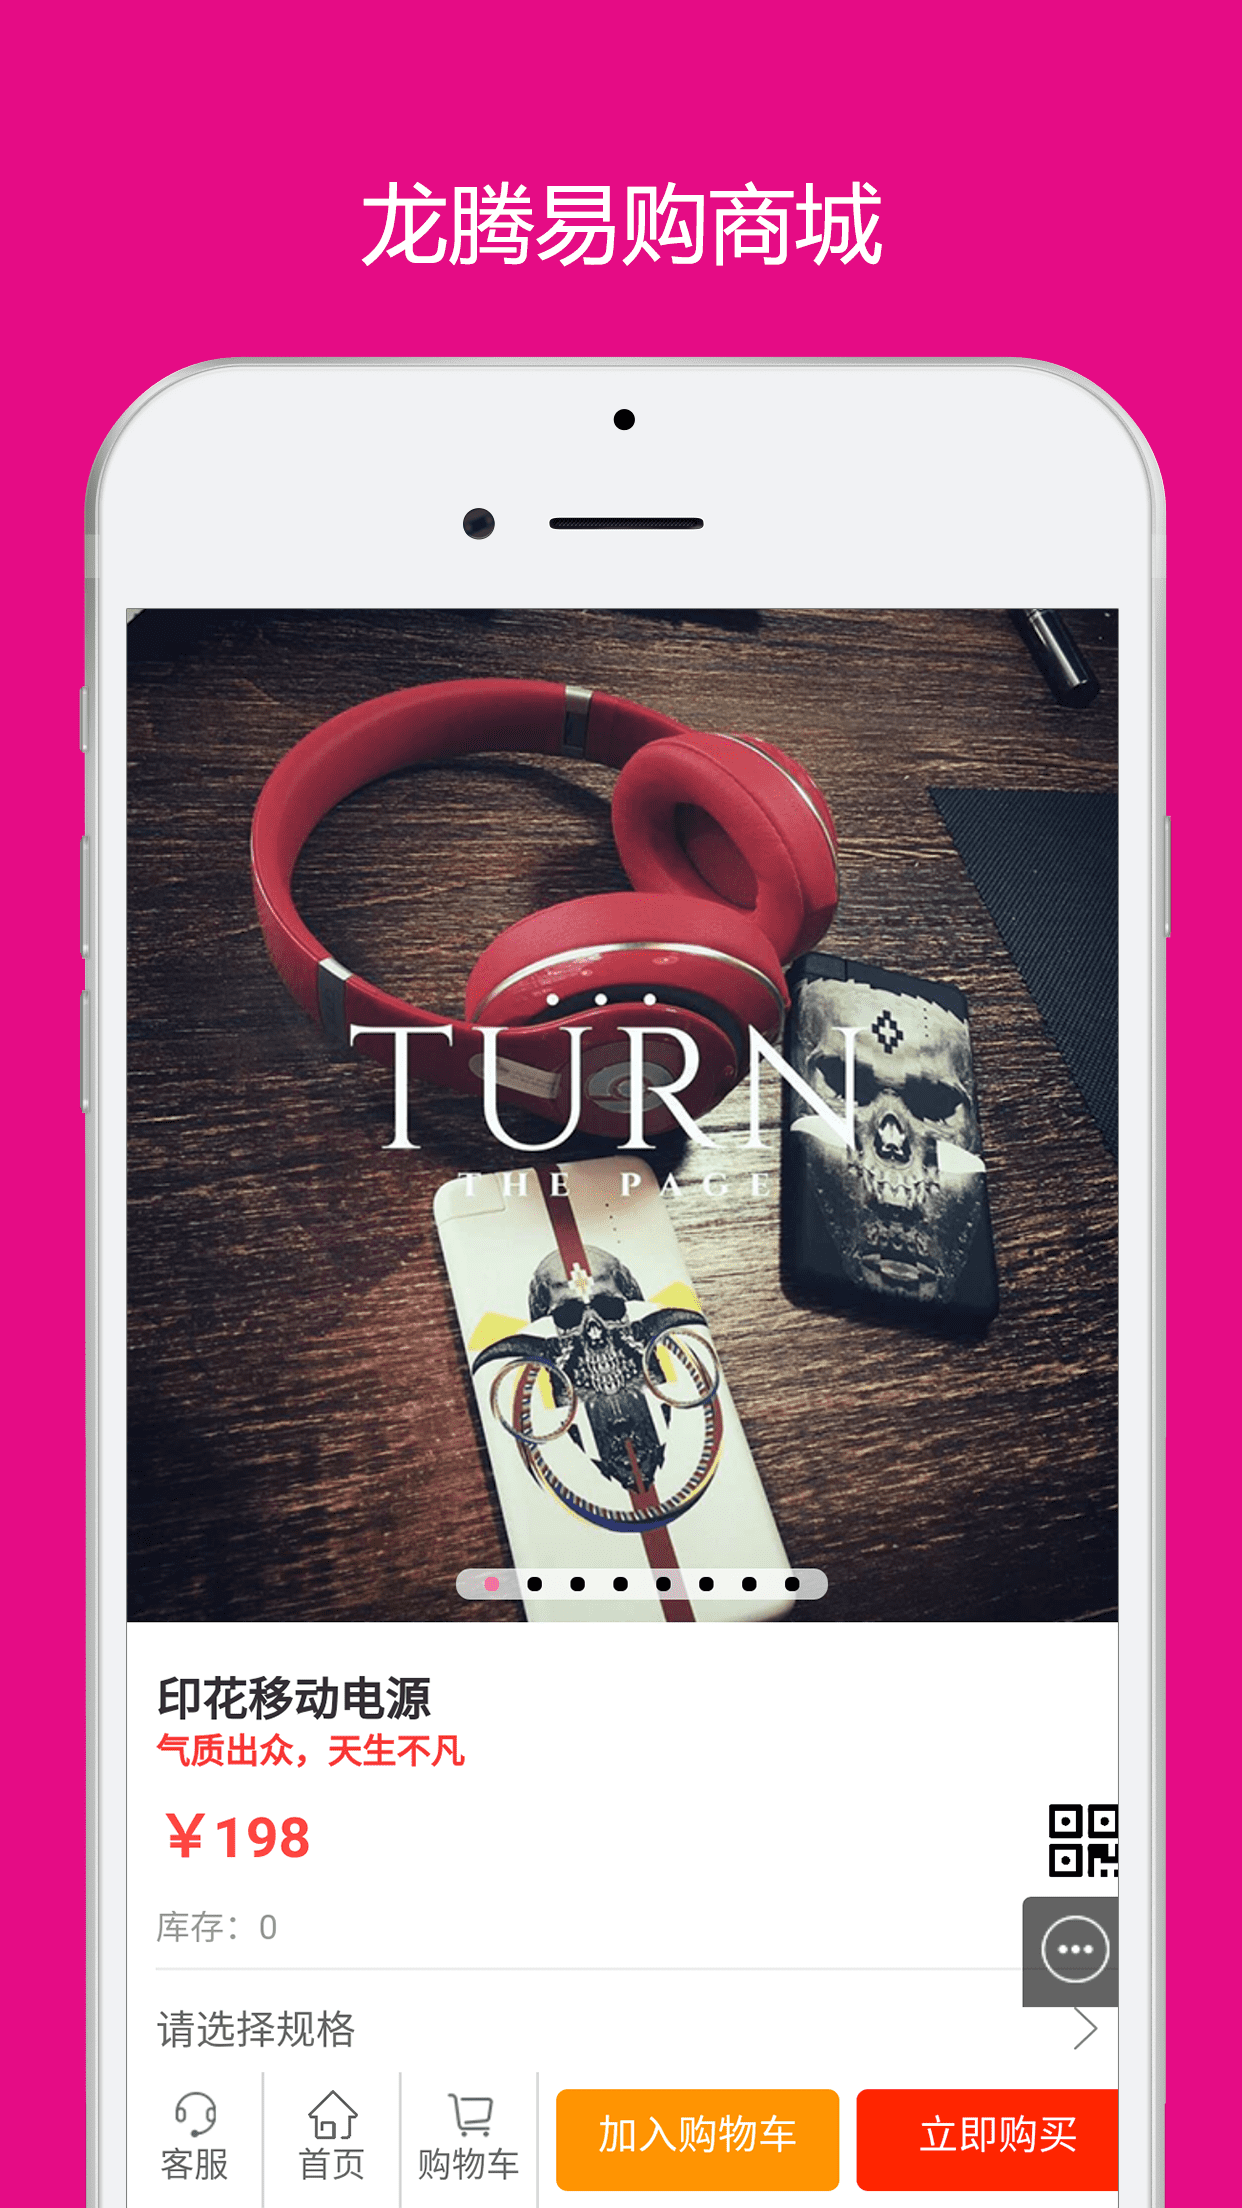 龙腾易购商城
TURN
THE PAGE
印花移动电源
气质出众，天生不凡
￥198
库存：0
请选择规格
客服
首页
购物车
加入购物车
立即购买